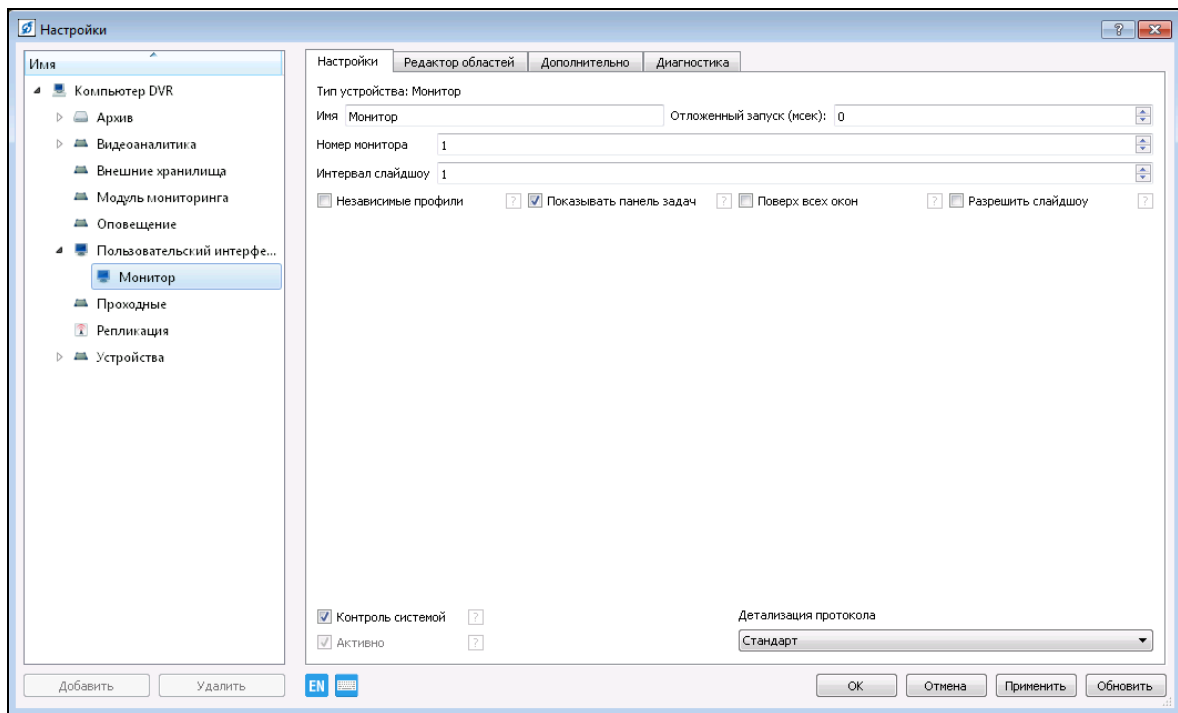 Настройки
Имя
Компьютер DVR
Архив
Видеоаналитика
Внешние хранилища
Модуль мониторинга
Оповещение
Пользовательский интерфе...
Монитор
Проходные
Репликация
Устройства
Добавить Удалить
Настройки Редактор областей Дополнительно Диагностика
Тип устройства: Монитор
Имя Монитор Отложенный запуск (мсек): 0
Номер монитора 1
Интервал слайдшоу 1
Независимые профили ? Показывать панель задач ? Поверх всех окон ? Разрешить слайдшоу ?
Контроль системой ? Детализация протокола
Активно ? Стандарт
EN OK Отмена Применить Обновить